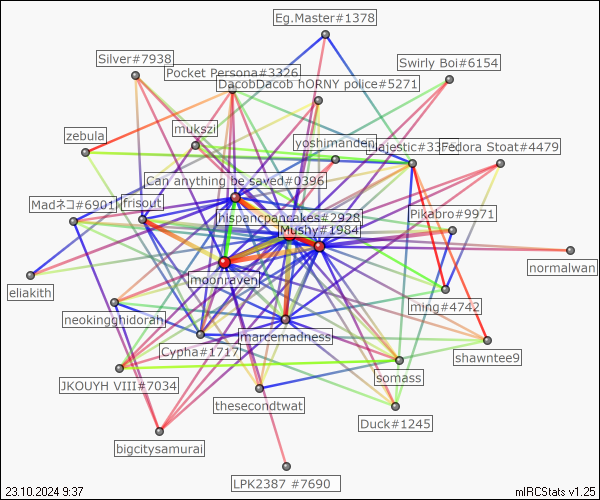 Eg.Master#1378
Silver#7938
Swirly Boi#6154
Pocket Persona#3326
DacobDacob hORNY police#5271
mukszi
zebula
yoshimanden
Fedora Stoat#4479
Can anything be saved#0396
Madネコ#6901
frisout
hispancpancakes#2928
Pikabro#9971
Mushy#1984
normalwan
moonraven
eliakith
ming#4742
neokingghidorah
marcemadness
Cypha#1717
shawntee9
JKOUYH VIII#7034
somass
thesecondtwat
Duck#1245
bigcitysamurai
LPK2387 #7690
23.10.2024 9:37
mIRCStats v1.25